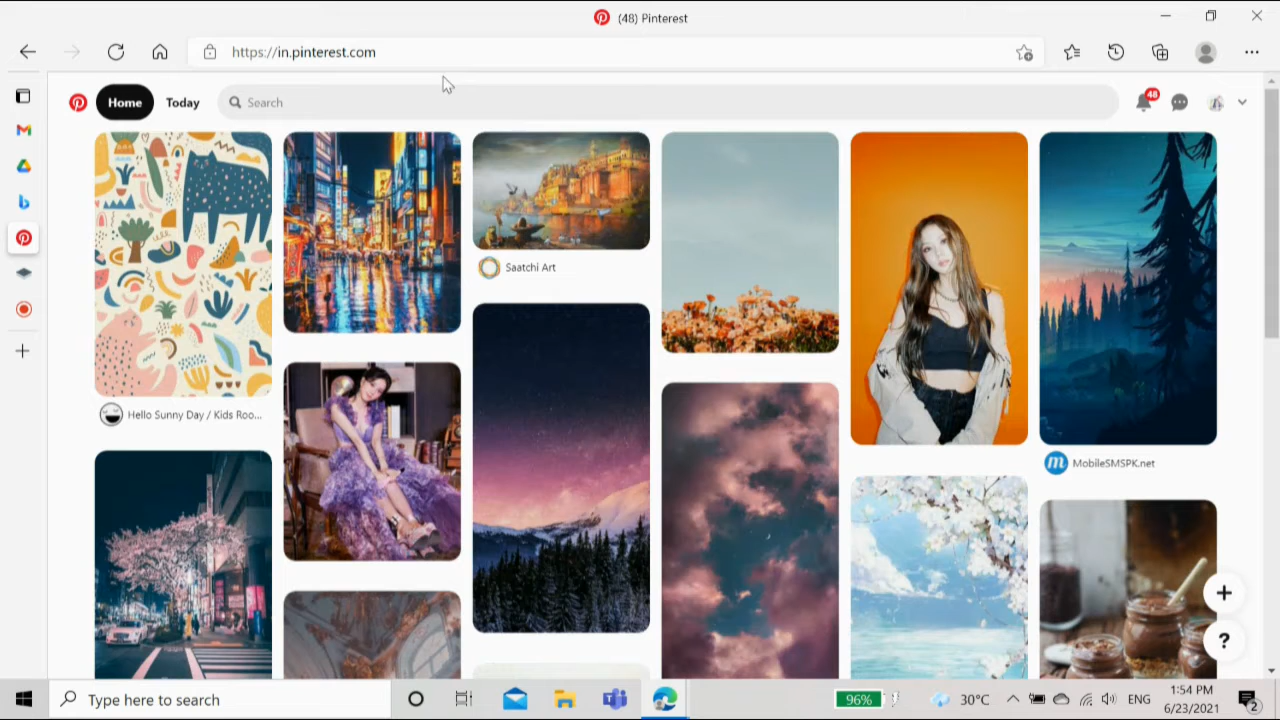 (48) Pinterest
https://in.pinterest.com
Home
Today
Search
48
Saatchi Art
Hello Sunny Day / Kids Roo...
MobileSMSPK.net
+
?
Type here to search
96%
30°C
ENG
1:54 PM
6/23/2021
2